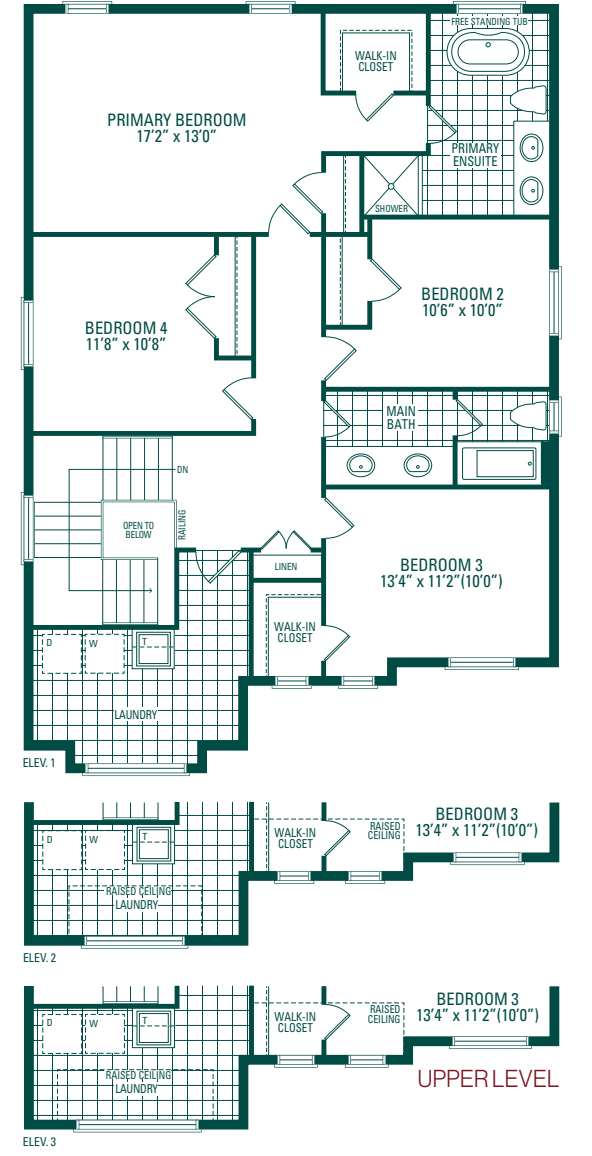 FREE STANDING TUB
WALK-IN
CLOSET
PRIMARY BEDROOM
17'2" x 13'0"
PRIMARY
ENSUITE
SHOWER
BEDROOM 2
10'6" x 10'0"
BEDROOM 4
11'8" x 10'8"
MAIN
BATH
DN
OPEN TO
BELOW
RAILING
LINEN
BEDROOM 3
13'4" x 11'2"(10'0")
WALK-IN
CLOSET
D
W
T
LAUNDRY
ELEV. 1
BEDROOM 3
13'4" x 11'2"(10'0")
WALK-IN
CLOSET
RAISED
CEILING
D
W
T
RAISED CEILING
LAUNDRY
ELEV. 2
BEDROOM 3
13'4" x 11'2"(10'0")
WALK-IN
CLOSET
RAISED
CEILING
D
W
T
RAISED CEILING
LAUNDRY
UPPER LEVEL
ELEV. 3